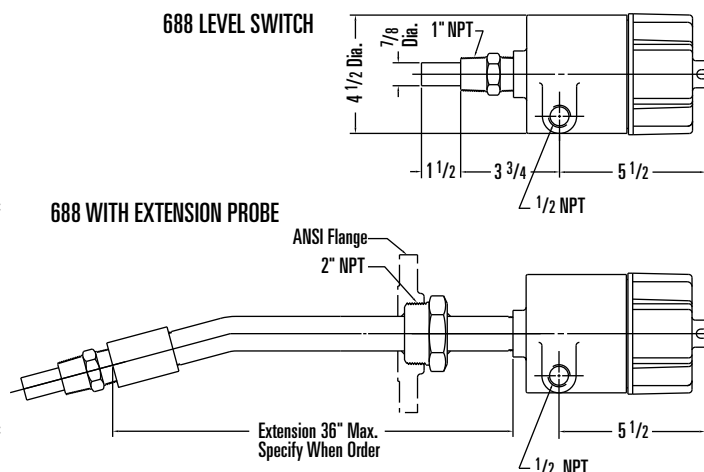 688 LEVEL SWITCH
4 1/2 Dia.
7/8 Dia.
1" NPT
1 1/2
3 3/4
5 1/2
1/2 NPT
688 WITH EXTENSION PROBE
ANSI Flange
2" NPT
Extension 36" Max.
Specify When Order
5 1/2
1/2 NPT